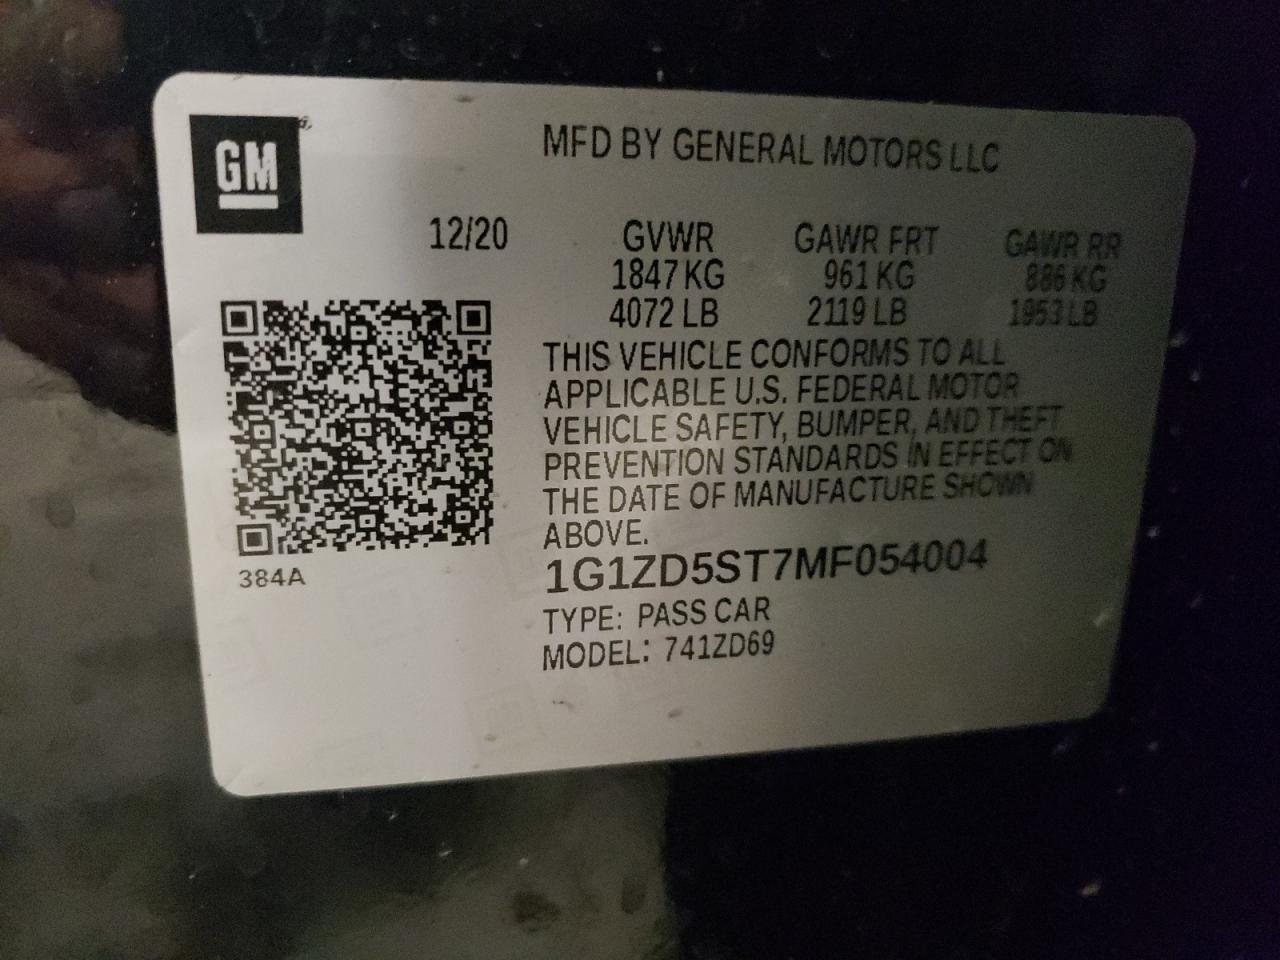 GM
MFD BY GENERAL MOTORS LLC
12/20 GVWR GAWR FRT GAWR RR
1847 KG 961 KG 886 KG
4072 LB 2119 LB 1953 LB
THIS VEHICLE CONFORMS TO ALL
APPLICABLE U.S. FEDERAL MOTOR
VEHICLE SAFETY, BUMPER, AND THEFT
PREVENTION STANDARDS IN EFFECT ON
THE DATE OF MANUFACTURE SHOWN
ABOVE.
384A
1G1ZD5ST7MF054004
TYPE: PASS CAR
MODEL: 741ZD69